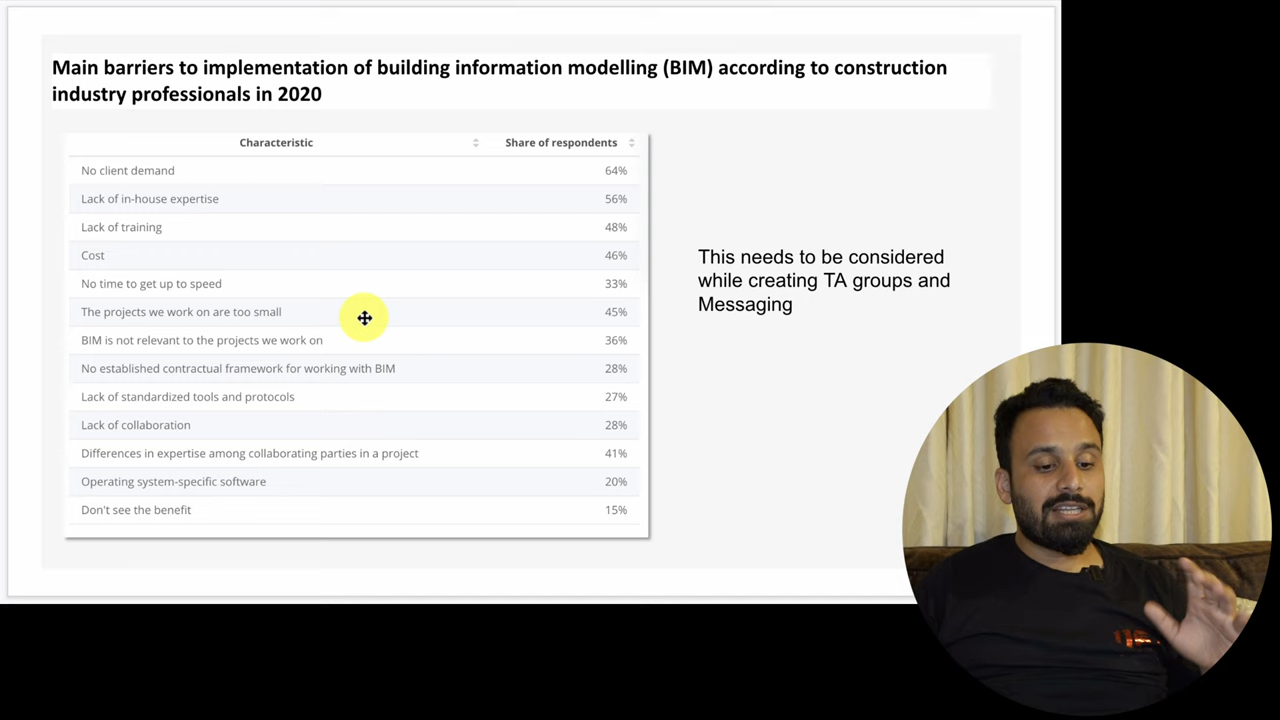 Main barriers to implementation of building information modelling (BIM) according to construction
industry professionals in 2020
Characteristic Share of respondents
No client demand 64%
Lack of in-house expertise 56%
Lack of training 48%
Cost 46%
No time to get up to speed 33%
The projects we work on are too small 45%
BIM is not relevant to the projects we work on 36%
No established contractual framework for working with BIM 28%
Lack of standardized tools and protocols 27%
Lack of collaboration 28%
Differences in expertise among collaborating parties in a project 41%
Operating system-specific software 20%
Don't see the benefit 15%
This needs to be considered
while creating TA groups and
Messaging